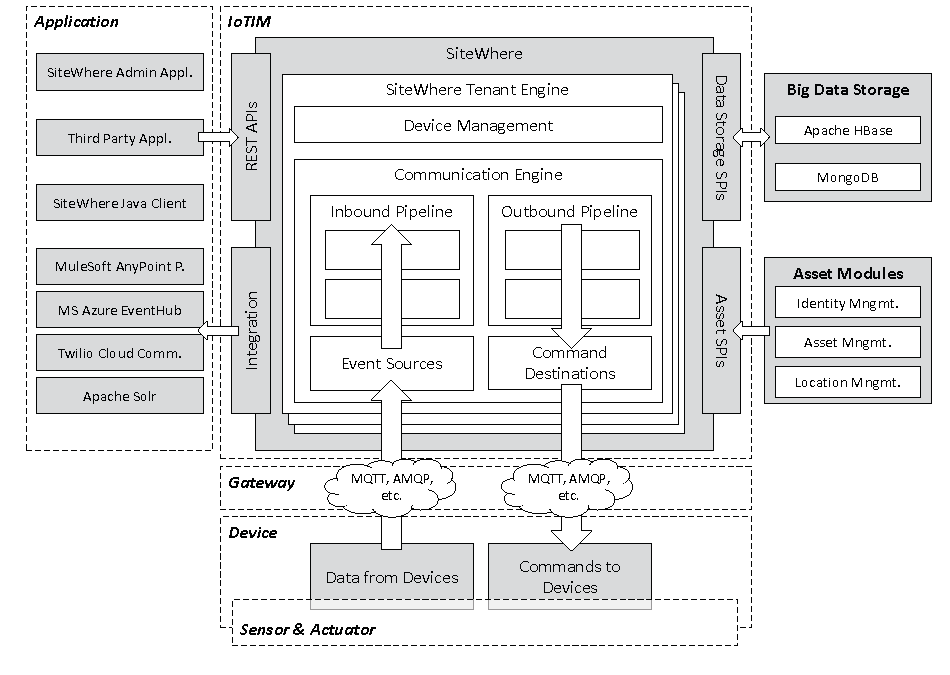 Application
SiteWhere Admin Appl.
Third Party Appl.
SiteWhere Java Client
MuleSoft AnyPoint P.
MS Azure EventHub
Twilio Cloud Comm.
Apache Solr
IoTIM
SiteWhere
REST APIs
Integration
SiteWhere Tenant Engine
Device Management
Communication Engine
Inbound Pipeline
Outbound Pipeline
Event Sources
Command
Destinations
Data Storage SPIs
Asset SPIs
Big Data Storage
Apache HBase
MongoDB
Asset Modules
Identity Mngmt.
Asset Mngmt.
Location Mngmt.
Gateway
MQTT, AMQP,
etc.
MQTT, AMQP,
etc.
Device
Data from Devices
Commands to
Devices
Sensor & Actuator